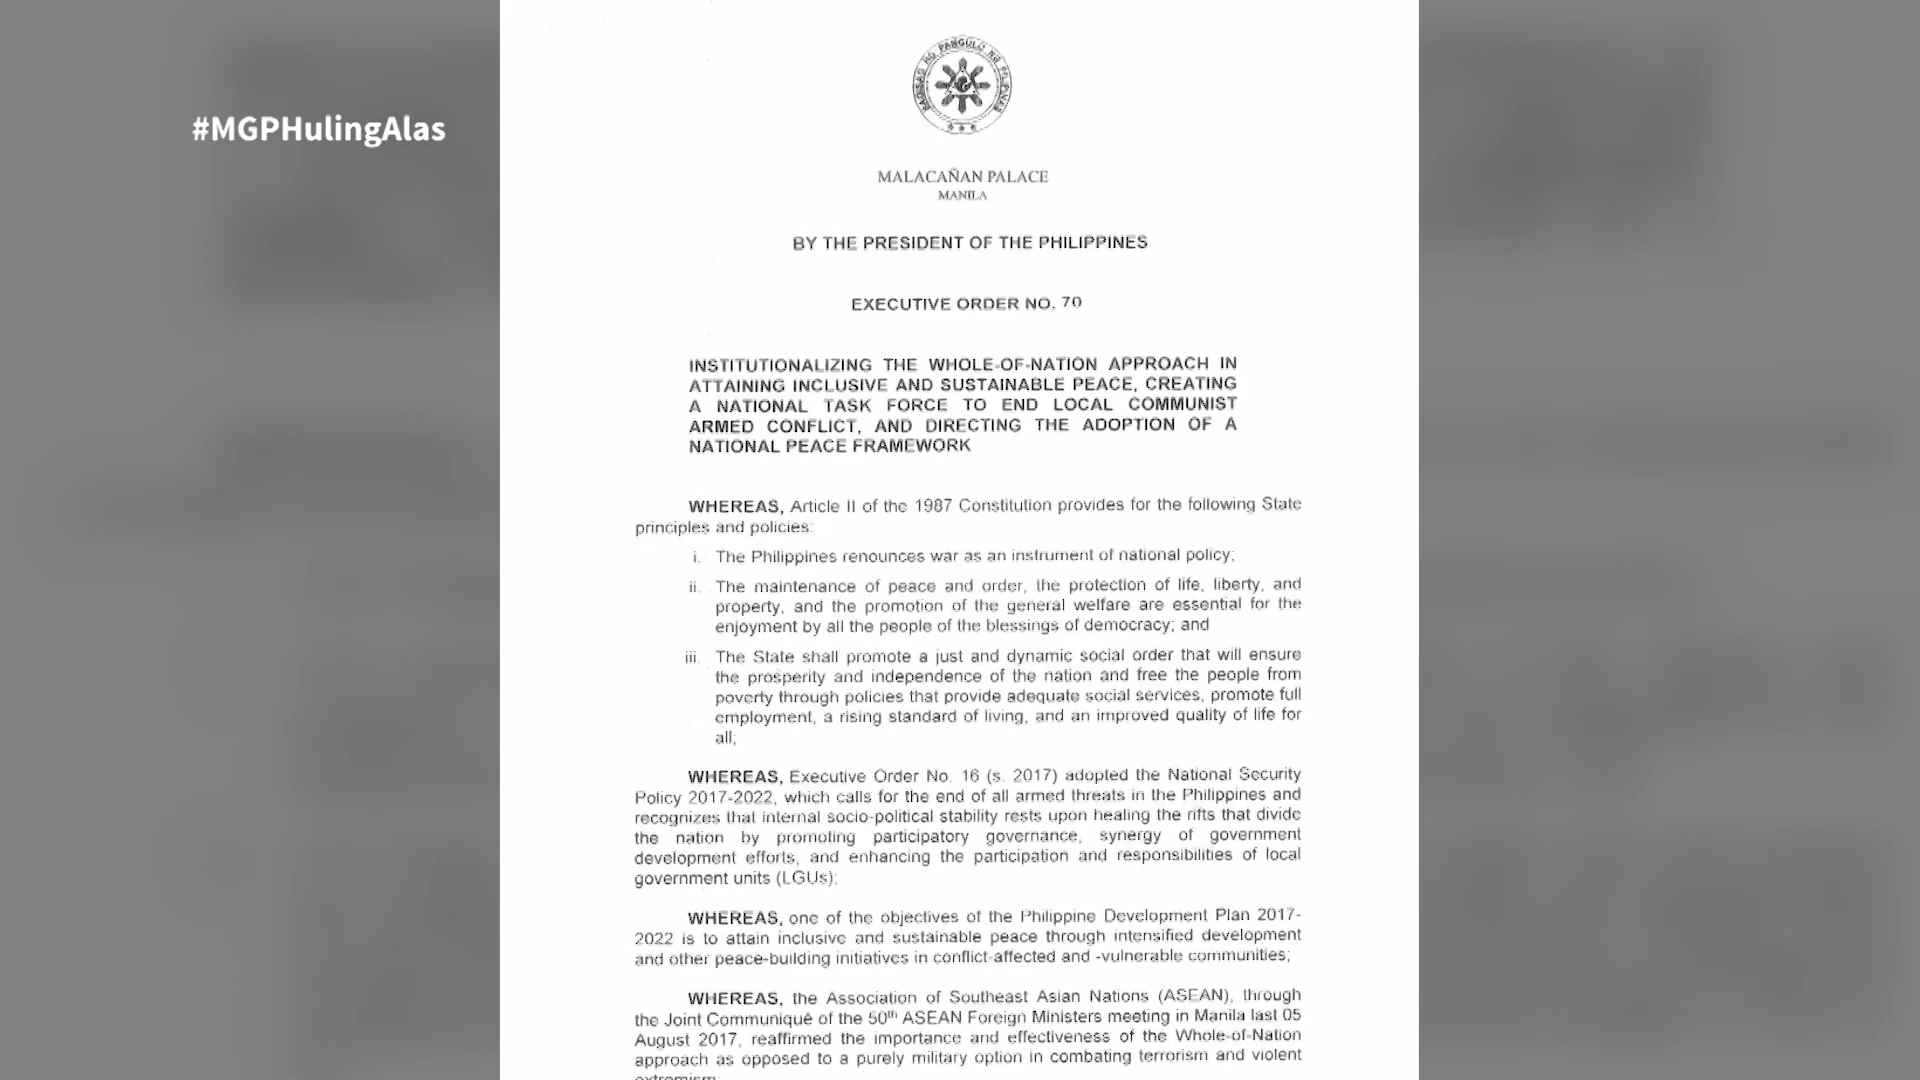 #MGPHulingAlas
MALACAÑAN PALACE
MANILA
BY THE PRESIDENT OF THE PHILIPPINES
EXECUTIVE ORDER NO. 70
INSTITUTIONALIZING THE WHOLE-OF-NATION APPROACH IN
ATTAINING INCLUSIVE AND SUSTAINABLE PEACE, CREATING
A NATIONAL TASK FORCE TO END LOCAL COMMUNIST
ARMED CONFLICT, AND DIRECTING THE ADOPTION OF A
NATIONAL PEACE FRAMEWORK
WHEREAS, Article II of the 1987 Constitution provides for the following State
principles and policies:
i. The Philippines renounces war as an instrument of national policy;
ii. The maintenance of peace and order, the protection of life, liberty, and
property, and the promotion of the general welfare are essential for the
enjoyment by all the people of the blessings of democracy; and
iii. The State shall promote a just and dynamic social order that will ensure
the prosperity and independence of the nation and free the people from
poverty through policies that provide adequate social services, promote full
employment, a rising standard of living, and an improved quality of life for
all;
WHEREAS, Executive Order No. 16 (s. 2017) adopted the National Security
Policy 2017-2022, which calls for the end of all armed threats in the Philippines and
recognizes that internal socio-political stability rests upon healing the rifts that divide
the nation by promoting participatory governance, synergy of government
development efforts, and enhancing the participation and responsibilities of local
government units (LGUs);
WHEREAS, one of the objectives of the Philippine Development Plan 2017-
2022 is to attain inclusive and sustainable peace through intensified development
and other peace-building initiatives in conflict-affected and -vulnerable communities;
WHEREAS, the Association of Southeast Asian Nations (ASEAN), through
the Joint Communiqué of the 50th ASEAN Foreign Ministers meeting in Manila last 05
August 2017, reaffirmed the importance and effectiveness of the Whole-of-Nation
approach as opposed to a purely military option in combating terrorism and violent